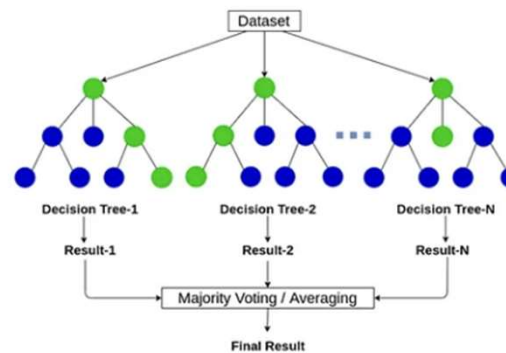 Dataset
Decision Tree-1
Decision Tree-2
Decision Tree-N
Result-1
Result-2
Result-N
Majority Voting / Averaging
Final Result